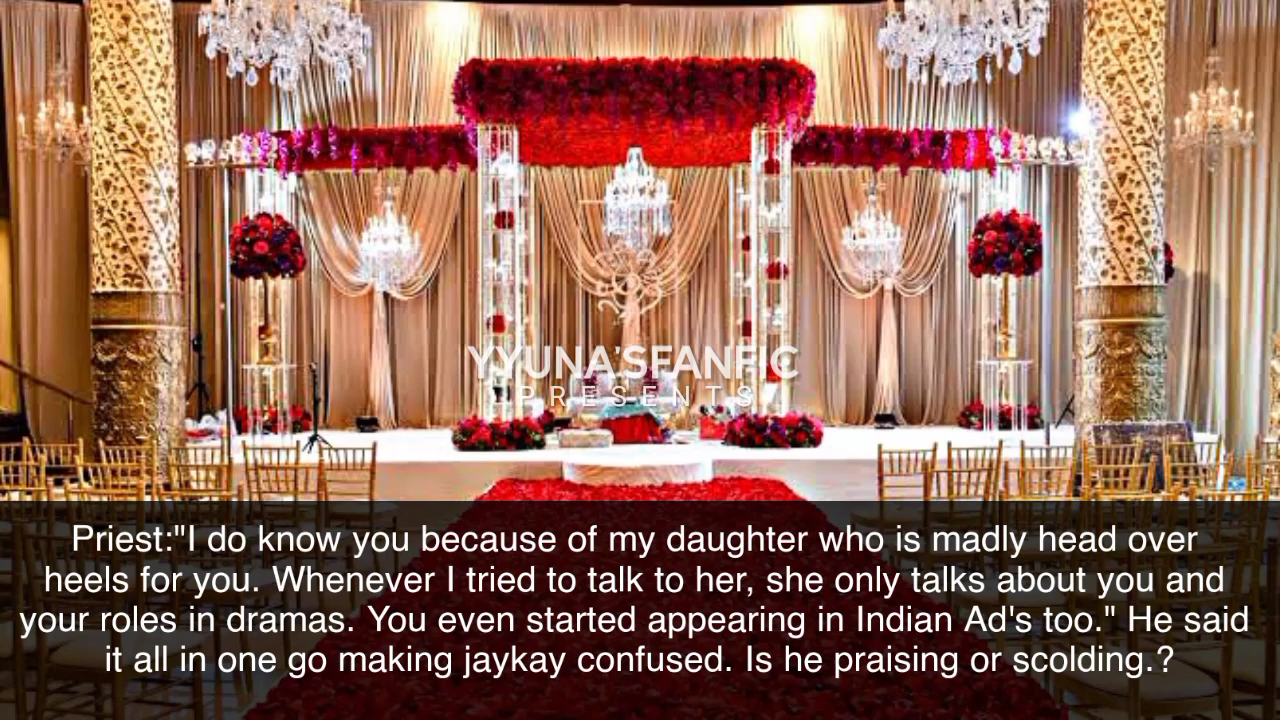 YYUNA'SFANFIC
PRESENTS
Priest:"I do know you because of my daughter who is madly head over
heels for you. Whenever I tried to talk to her, she only talks about you and
your roles in dramas. You even started appearing in Indian Ad's too." He said
it all in one go making jaykay confused. Is he praising or scolding.?